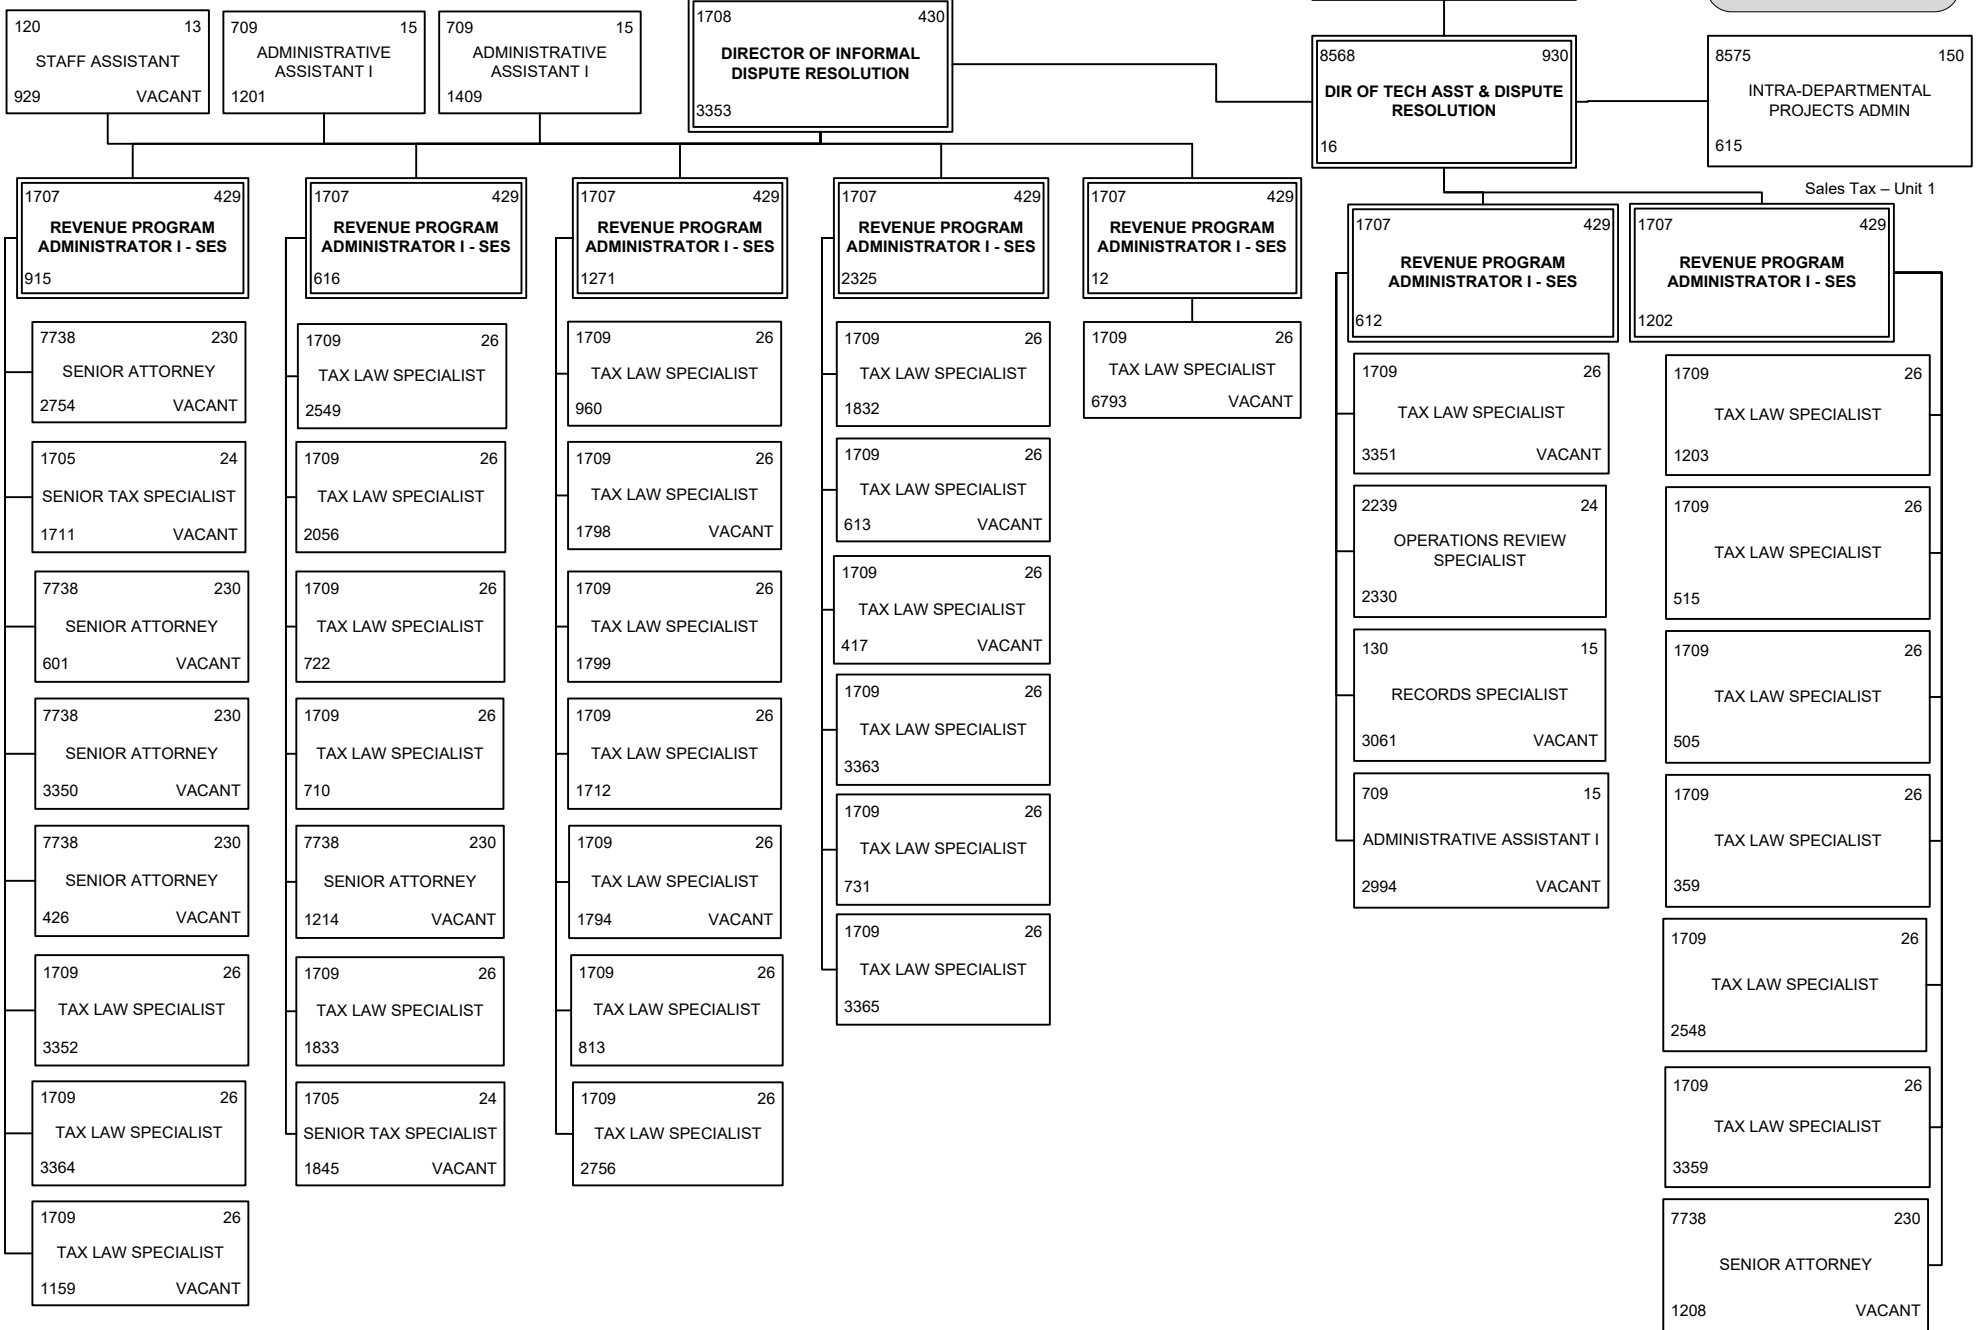 120 13
STAFF ASSISTANT
929 VACANT
709 15
ADMINISTRATIVE
ASSISTANT I
1201
709 15
ADMINISTRATIVE
ASSISTANT I
1409
1708 430
DIRECTOR OF INFORMAL
DISPUTE RESOLUTION
3353
8568 930
DIR OF TECH ASST & DISPUTE
RESOLUTION
16
8575 150
INTRA-DEPARTMENTAL
PROJECTS ADMIN
615
1707 429
REVENUE PROGRAM
ADMINISTRATOR I - SES
915
7738 230
SENIOR ATTORNEY
2754 VACANT
1705 24
SENIOR TAX SPECIALIST
1711 VACANT
7738 230
SENIOR ATTORNEY
601 VACANT
7738 230
SENIOR ATTORNEY
3350 VACANT
7738 230
SENIOR ATTORNEY
426 VACANT
1709 26
TAX LAW SPECIALIST
3352
1709 26
TAX LAW SPECIALIST
3364
1709 26
TAX LAW SPECIALIST
1159 VACANT
1707 429
REVENUE PROGRAM
ADMINISTRATOR I - SES
616
1709 26
TAX LAW SPECIALIST
2549
1709 26
TAX LAW SPECIALIST
2056
1709 26
TAX LAW SPECIALIST
722
1709 26
TAX LAW SPECIALIST
710
7738 230
SENIOR ATTORNEY
1214 VACANT
1709 26
TAX LAW SPECIALIST
1833
1705 24
SENIOR TAX SPECIALIST
1845 VACANT
1707 429
REVENUE PROGRAM
ADMINISTRATOR I - SES
1271
1709 26
TAX LAW SPECIALIST
960
1709 26
TAX LAW SPECIALIST
1798 VACANT
1709 26
TAX LAW SPECIALIST
1799
1709 26
TAX LAW SPECIALIST
1712
1709 26
TAX LAW SPECIALIST
1794 VACANT
1709 26
TAX LAW SPECIALIST
813
1709 26
TAX LAW SPECIALIST
2756
1707 429
REVENUE PROGRAM
ADMINISTRATOR I - SES
2325
1709 26
TAX LAW SPECIALIST
1832
1709 26
TAX LAW SPECIALIST
613 VACANT
1709 26
TAX LAW SPECIALIST
417 VACANT
1709 26
TAX LAW SPECIALIST
3363
1709 26
TAX LAW SPECIALIST
731
1709 26
TAX LAW SPECIALIST
3365
1707 429
REVENUE PROGRAM
ADMINISTRATOR I - SES
12
1709 26
TAX LAW SPECIALIST
6793 VACANT
Sales Tax – Unit 1
1707 429
REVENUE PROGRAM
ADMINISTRATOR I - SES
612
1709 26
TAX LAW SPECIALIST
3351 VACANT
2239 24
OPERATIONS REVIEW
SPECIALIST
2330
130 15
RECORDS SPECIALIST
3061 VACANT
709 15
ADMINISTRATIVE ASSISTANT I
2994 VACANT
1707 429
REVENUE PROGRAM
ADMINISTRATOR I - SES
1202
1709 26
TAX LAW SPECIALIST
1203
1709 26
TAX LAW SPECIALIST
515
1709 26
TAX LAW SPECIALIST
505
1709 26
TAX LAW SPECIALIST
359
1709 26
TAX LAW SPECIALIST
2548
1709 26
TAX LAW SPECIALIST
3359
7738 230
SENIOR ATTORNEY
1208 VACANT